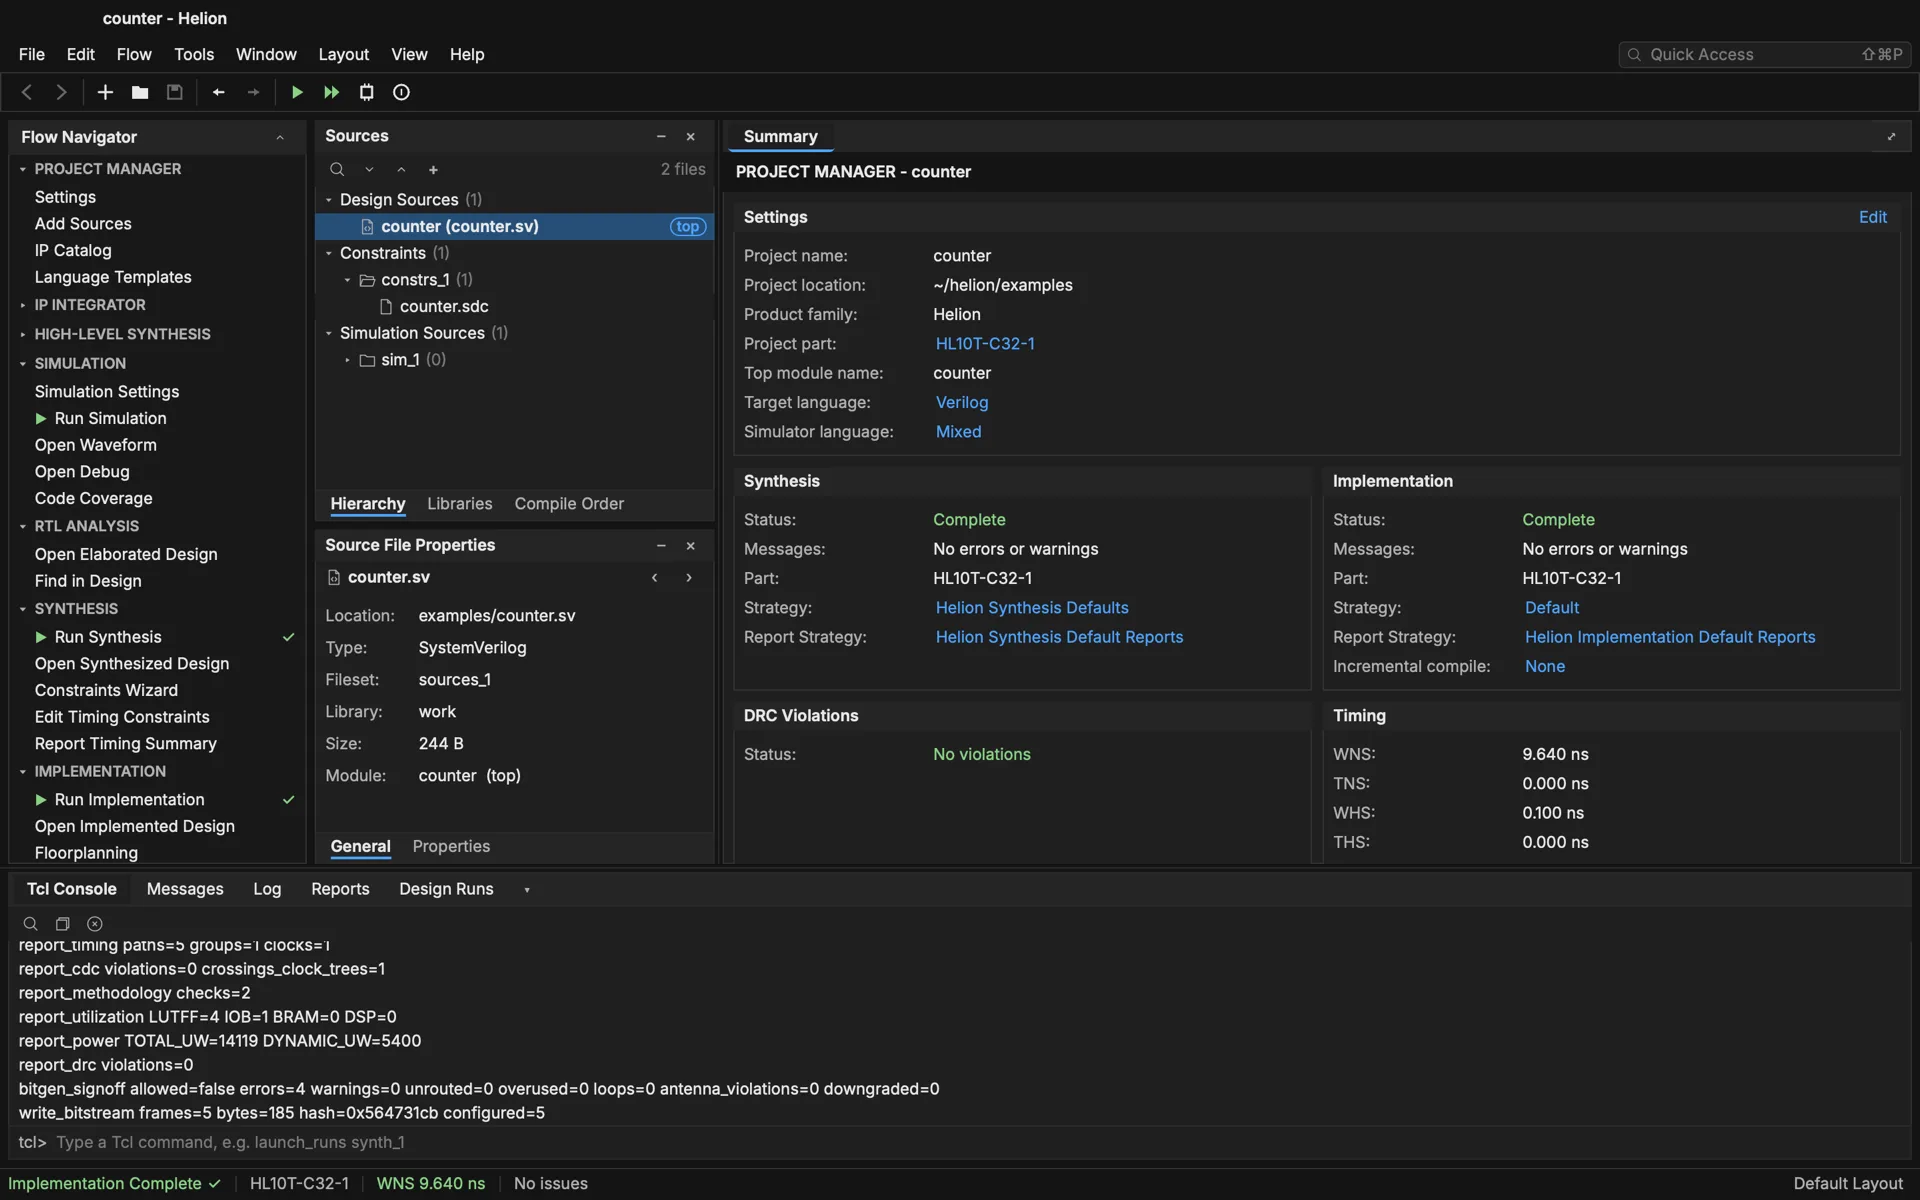 counter - Helion
File Edit Flow Tools Window Layout View Help
Quick Access ⇧⌘P
Flow Navigator
PROJECT MANAGER
Settings
Add Sources
IP Catalog
Language Templates
IP INTEGRATOR
HIGH-LEVEL SYNTHESIS
SIMULATION
Simulation Settings
Run Simulation
Open Waveform
Open Debug
Code Coverage
RTL ANALYSIS
Open Elaborated Design
Find in Design
SYNTHESIS
Run Synthesis
Open Synthesized Design
Constraints Wizard
Edit Timing Constraints
Report Timing Summary
IMPLEMENTATION
Run Implementation
Open Implemented Design
Floorplanning
Sources
2 files
Design Sources (1)
counter (counter.sv) top
Constraints (1)
constrs_1 (1)
counter.sdc
Simulation Sources (1)
sim_1 (0)
Hierarchy Libraries Compile Order
Source File Properties
counter.sv
Location: examples/counter.sv
Type: SystemVerilog
Fileset: sources_1
Library: work
Size: 244 B
Module: counter (top)
General Properties
Summary
PROJECT MANAGER - counter
Settings Edit
Project name: counter
Project location: ~/helion/examples
Product family: Helion
Project part: HL10T-C32-1
Top module name: counter
Target language: Verilog
Simulator language: Mixed
Synthesis
Status: Complete
Messages: No errors or warnings
Part: HL10T-C32-1
Strategy: Helion Synthesis Defaults
Report Strategy: Helion Synthesis Default Reports
Implementation
Status: Complete
Messages: No errors or warnings
Part: HL10T-C32-1
Strategy: Default
Report Strategy: Helion Implementation Default Reports
Incremental compile: None
DRC Violations
Status: No violations
Timing
WNS: 9.640 ns
TNS: 0.000 ns
WHS: 0.100 ns
THS: 0.000 ns
Tcl Console Messages Log Reports Design Runs
report_timing paths=5 groups=1 clocks=1
report_cdc violations=0 crossings_clock_trees=1
report_methodology checks=2
report_utilization LUTFF=4 IOB=1 BRAM=0 DSP=0
report_power TOTAL_UW=14119 DYNAMIC_UW=5400
report_drc violations=0
bitgen_signoff allowed=false errors=4 warnings=0 unrouted=0 overused=0 loops=0 antenna_violations=0 downgraded=0
write_bitstream frames=5 bytes=185 hash=0x564731cb configured=5
tcl> Type a Tcl command, e.g. launch_runs synth_1
Implementation Complete ✓ HL10T-C32-1 WNS 9.640 ns No issues Default Layout